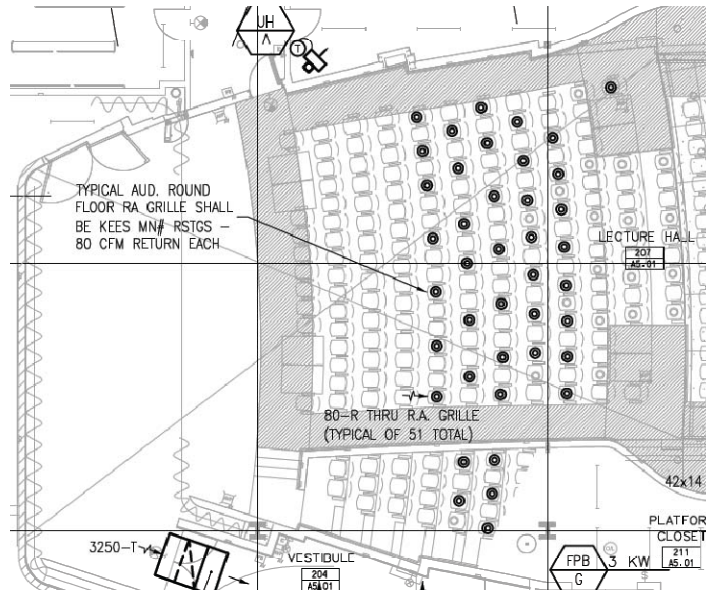 UH
A
T
TYPICAL AUD. ROUND
FLOOR RA GRILLE SHALL
BE KEES MN# RSTGS –
80 CFM RETURN EACH
LECTURE HALL
207
A5.01
80–R THRU R.A. GRILLE
(TYPICAL OF 51 TOTAL)
42x14
PLATFOR
CLOSET
211
A5.01
3250–T
VESTIBULE
204
A5.01
FPB
G
3 KW